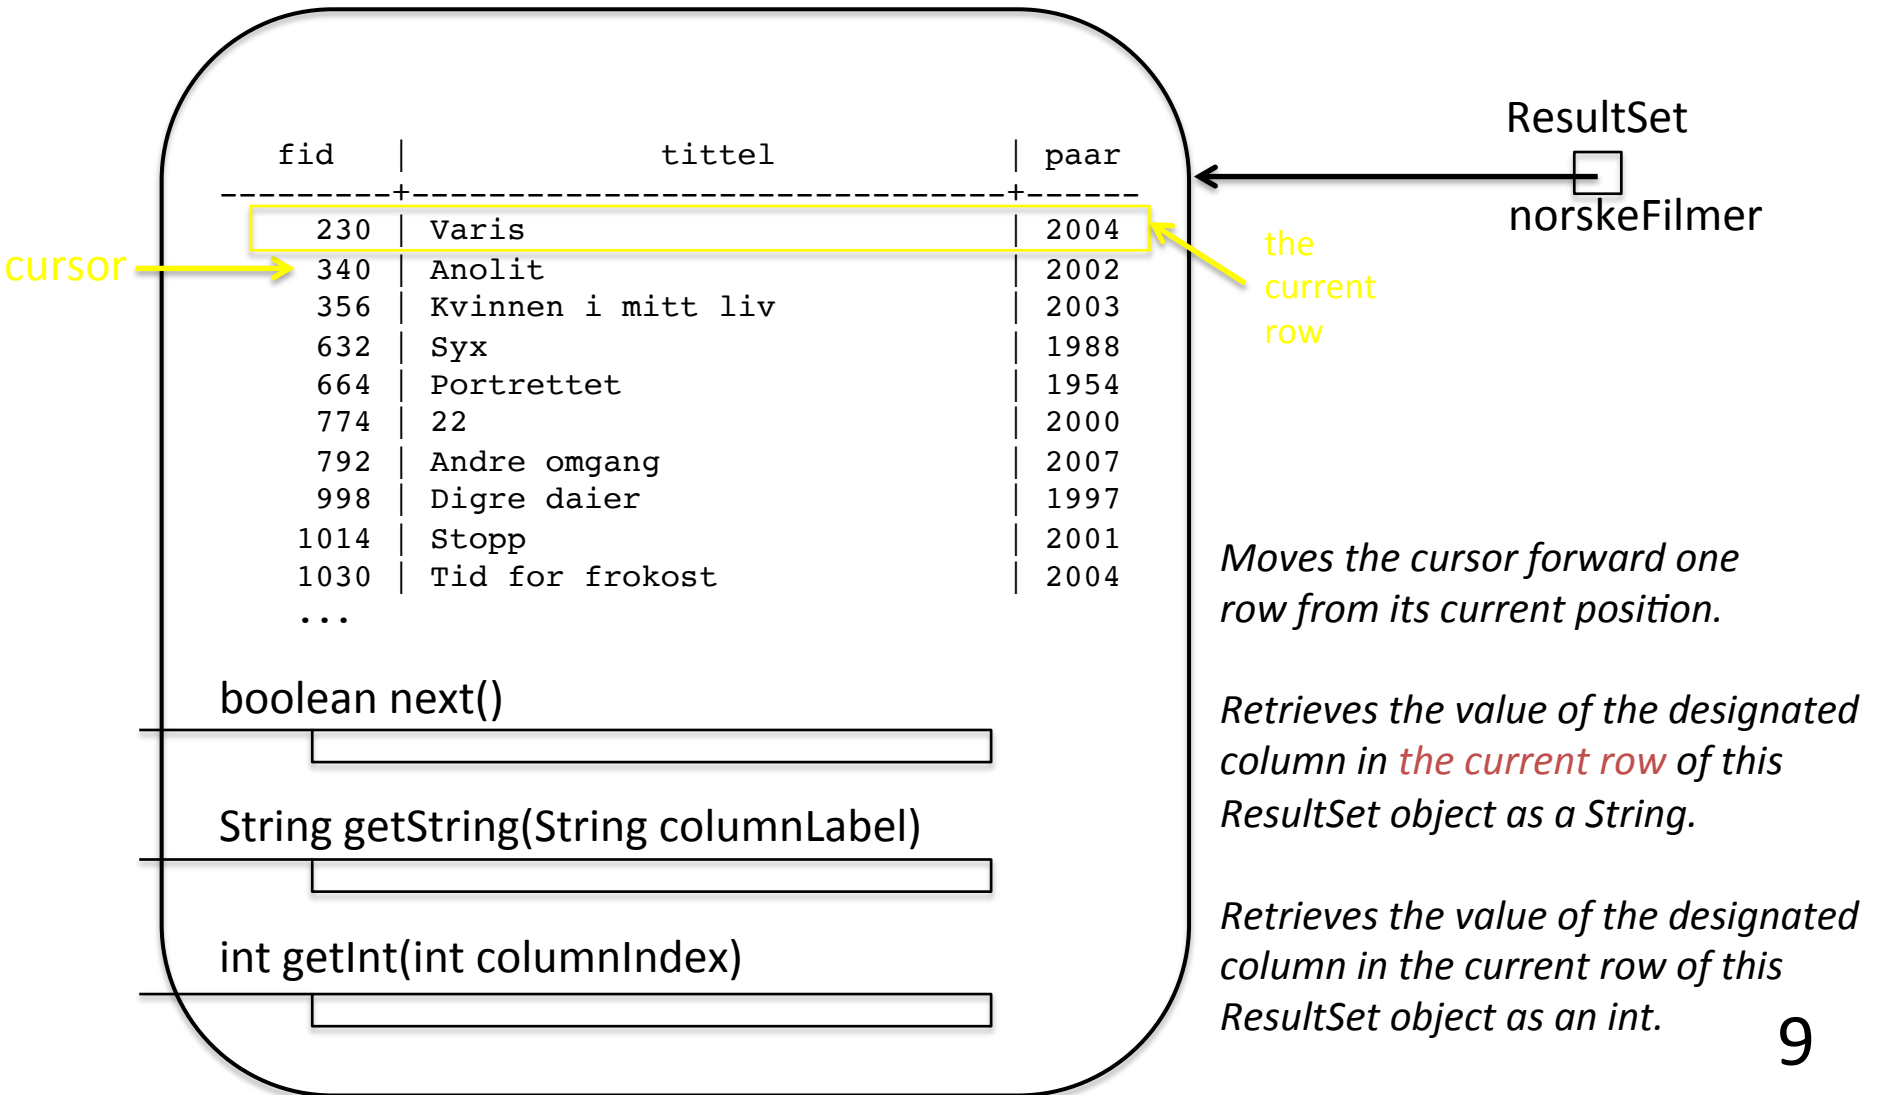 ResultSet
norskeFilmer
fid | tittel | paar
---------+-------------------------------+------
230 | Varis | 2004
340 | Anolit | 2002
356 | Kvinnen i mitt liv | 2003
632 | Syx | 1988
664 | Portrettet | 1954
774 | 22 | 2000
792 | Andre omgang | 2007
998 | Digre daier | 1997
1014 | Stopp | 2001
1030 | Tid for frokost | 2004
...
cursor
the
current
row
boolean next()
String getString(String columnLabel)
int getInt(int columnIndex)
Moves the cursor forward one
row from its current position.
Retrieves the value of the designated
column in the current row of this
ResultSet object as a String.
Retrieves the value of the designated
column in the current row of this
ResultSet object as an int.
9